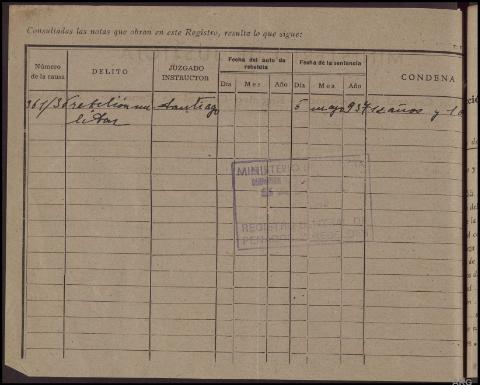 Consultadas las notas que obran en este Registro, resulta lo que sigue:
Número de la causa
DELITO
JUZGADO INSTRUCTOR
Fecha del auto de rebeldía
Día Mes Año
Fecha de la sentencia
Día Mes Año
CONDENA
rebelión mi
litar
Santiago
5 mayo 937
12 años y 1
MINISTERIO
REGISTRO